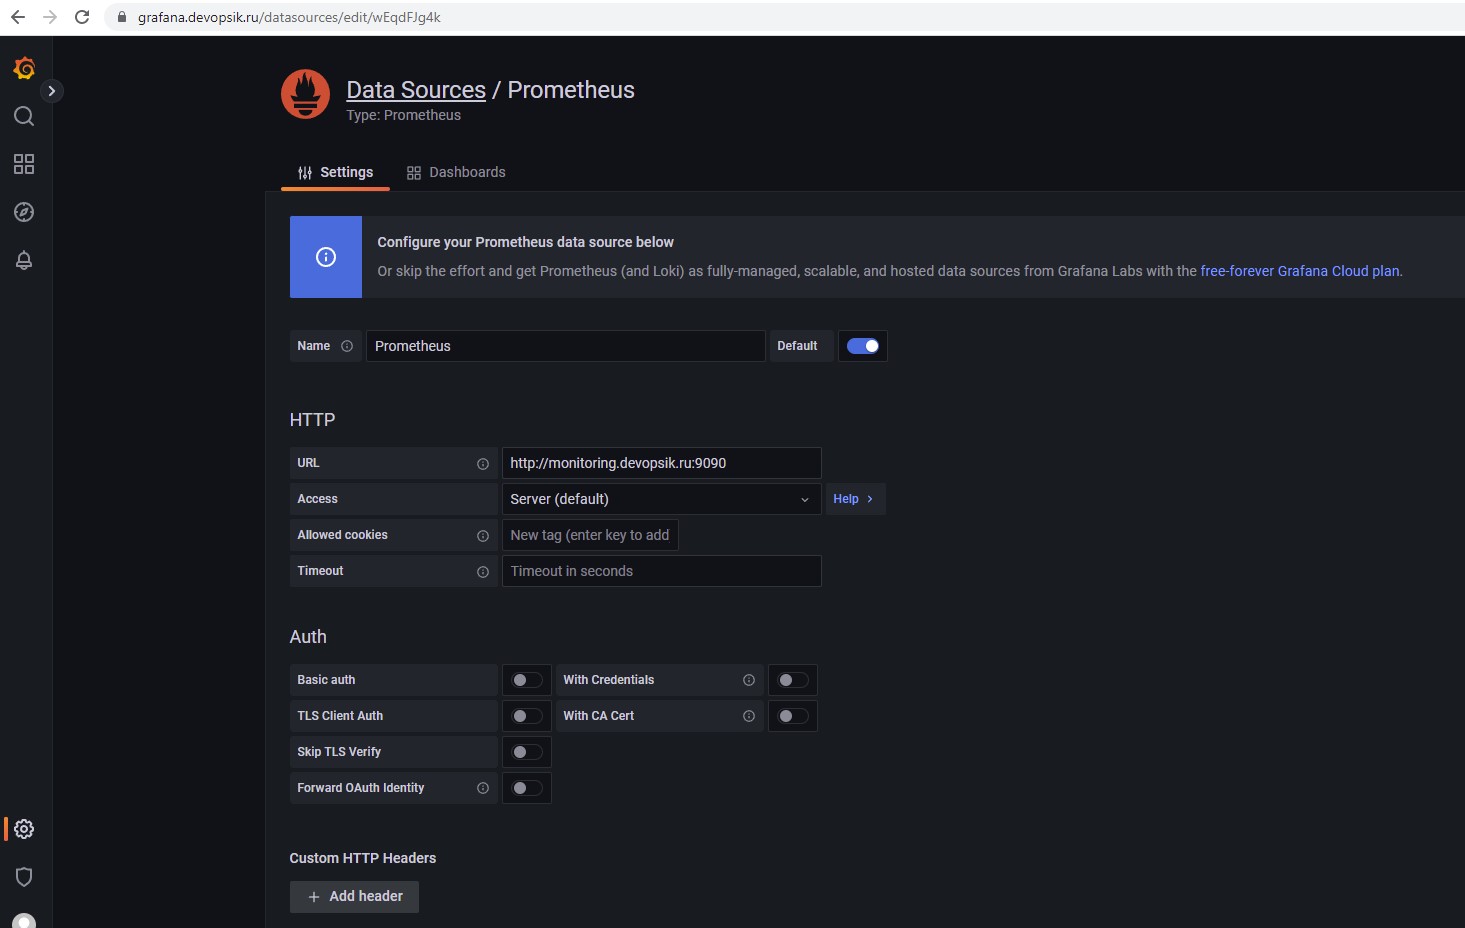 grafana.devopsik.ru/datasources/edit/wEqdFJg4k
Data Sources / Prometheus
Type: Prometheus
Settings Dashboards
Configure your Prometheus data source below
Or skip the effort and get Prometheus (and Loki) as fully-managed, scalable, and hosted data sources from Grafana Labs with the free-forever Grafana Cloud plan.
Name Prometheus Default
HTTP
URL http://monitoring.devopsik.ru:9090
Access Server (default) Help
Allowed cookies New tag (enter key to add
Timeout Timeout in seconds
Auth
Basic auth With Credentials
TLS Client Auth With CA Cert
Skip TLS Verify
Forward OAuth Identity
Custom HTTP Headers
+ Add header